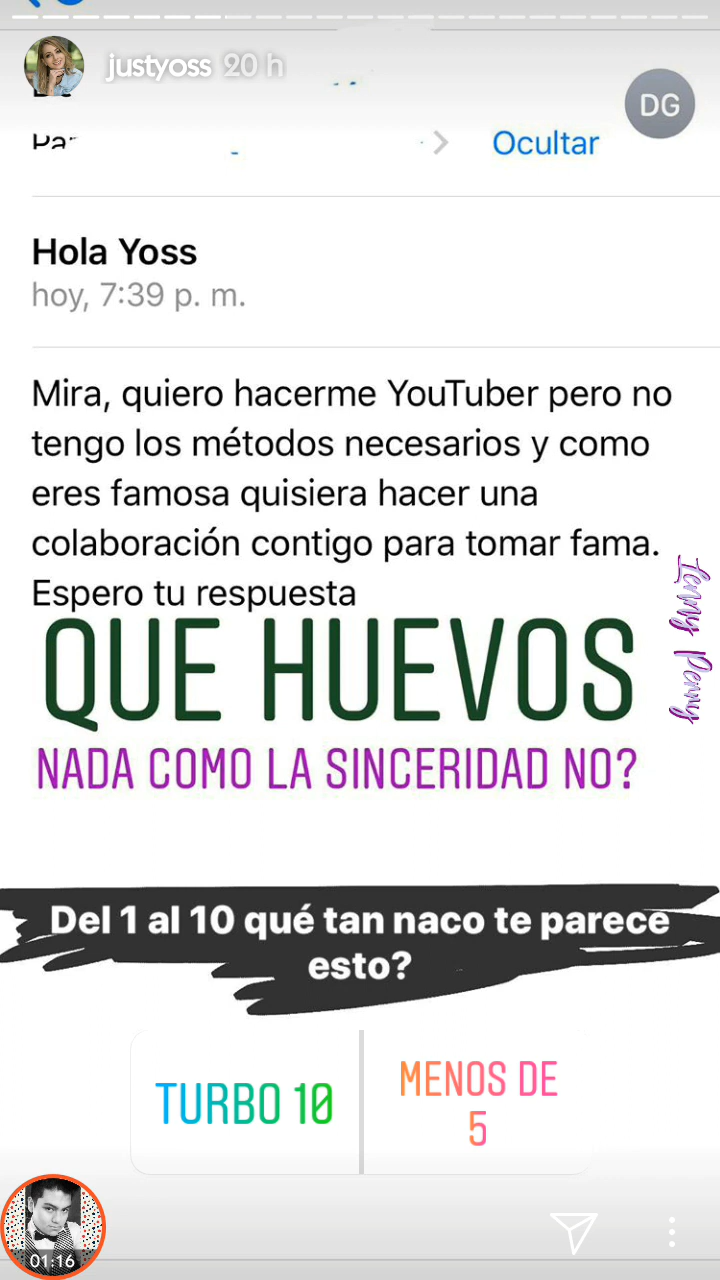 justyoss 20 h
DG
Ocultar
Hola Yoss
hoy, 7:39 p. m.
Mira, quiero hacerme YouTuber pero no
tengo los métodos necesarios y como
eres famosa quisiera hacer una
colaboración contigo para tomar fama.
Espero tu respuesta
QUE HUEVOS
NADA COMO LA SINCERIDAD NO?
Lenny Penny
Del 1 al 10 qué tan naco te parece
esto?
TURBO 10
MENOS DE
5
01:16